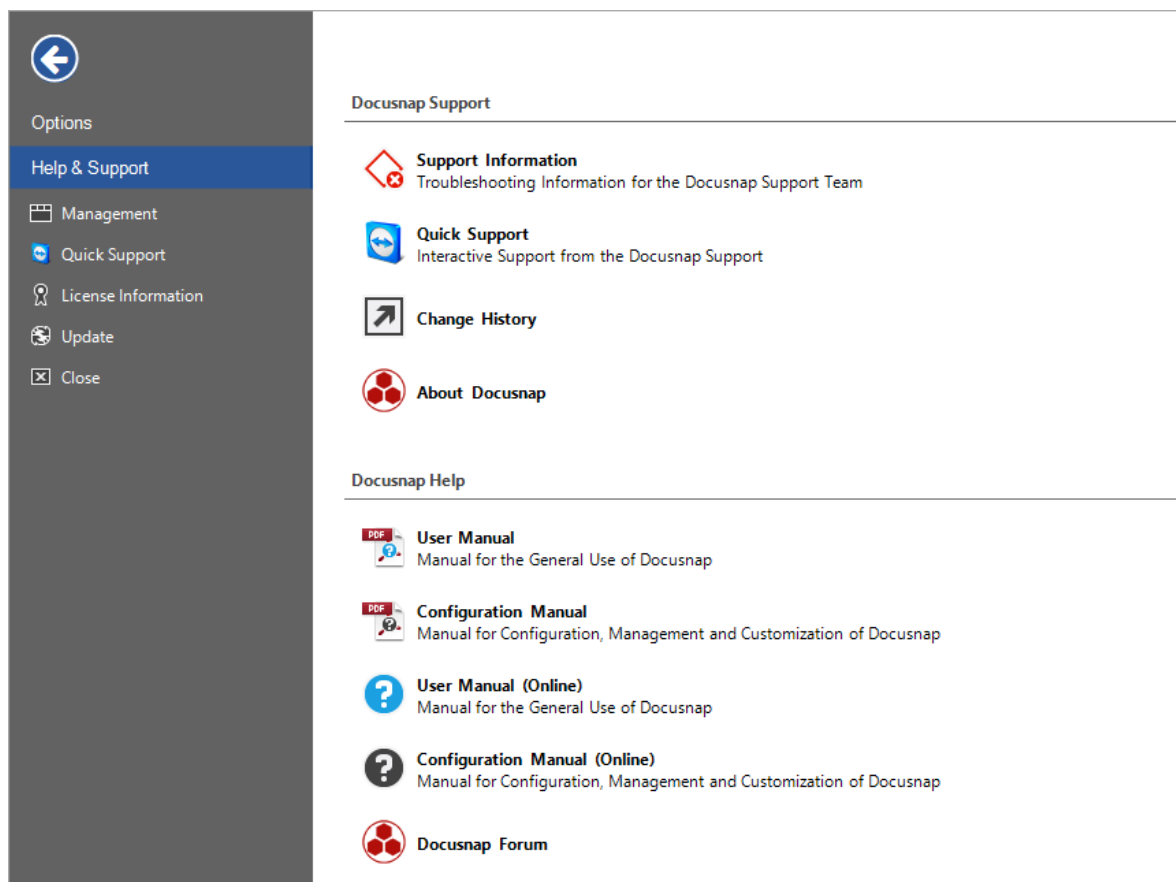 Options
Help & Support
Management
Quick Support
License Information
Update
Close
Docusnap Support
Support Information
Troubleshooting Information for the Docusnap Support Team
Quick Support
Interactive Support from the Docusnap Support
Change History
About Docusnap
Docusnap Help
PDF
User Manual
Manual for the General Use of Docusnap
PDF
Configuration Manual
Manual for Configuration, Management and Customization of Docusnap
User Manual (Online)
Manual for the General Use of Docusnap
Configuration Manual (Online)
Manual for Configuration, Management and Customization of Docusnap
Docusnap Forum